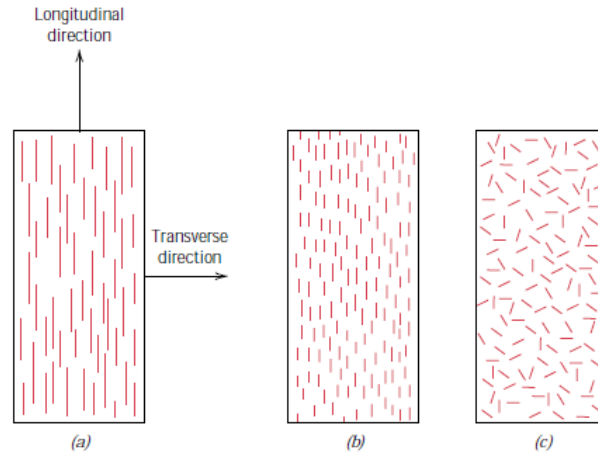 Longitudinal
direction
Transverse
direction
(a)
(b)
(c)